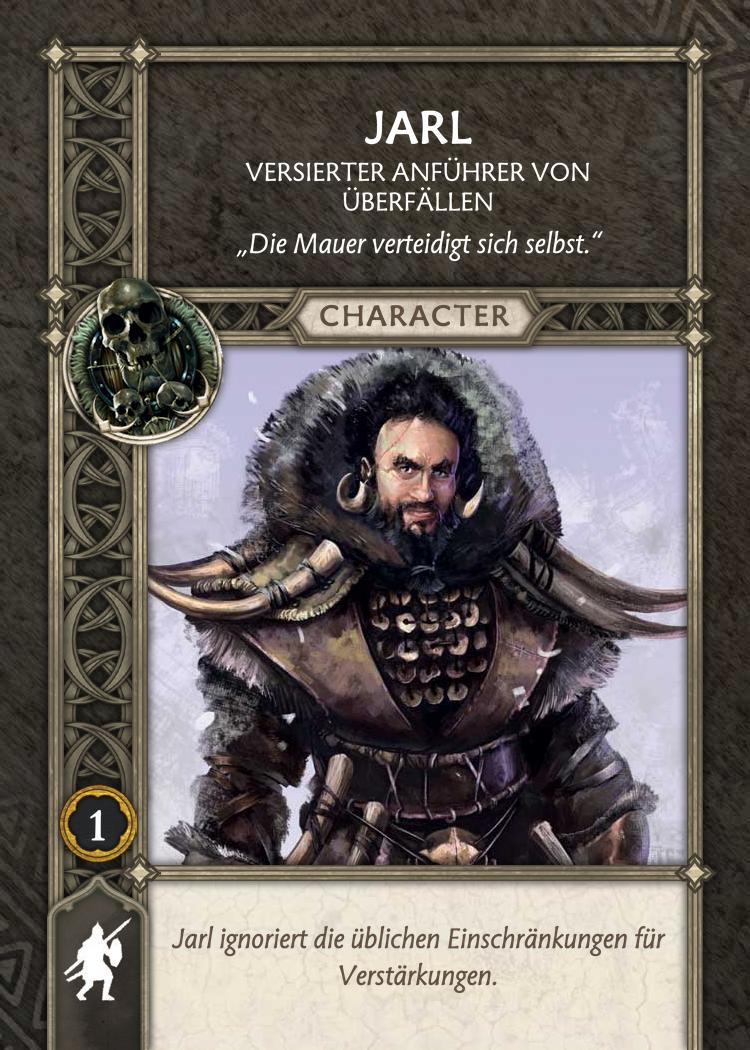 JARL
VERSIERTER ANFÜHRER VON
ÜBERFÄLLEN
„Die Mauer verteidigt sich selbst.“
CHARACTER
1
Jarl ignoriert die üblichen Einschränkungen für
Verstärkungen.